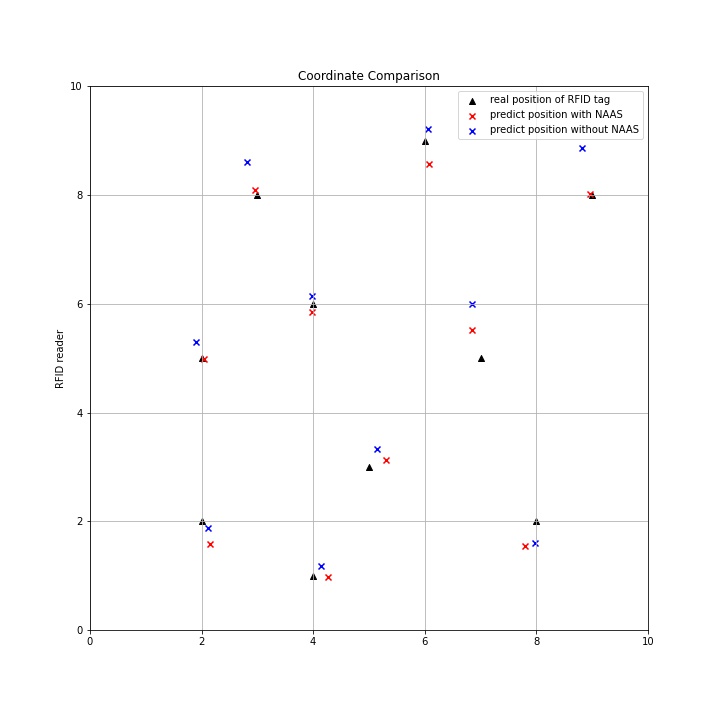 Coordinate Comparison
real position of RFID tag
predict position with NAAS
predict position without NAAS
RFID reader
10
8
6
4
2
0
0 2 4 6 8 10